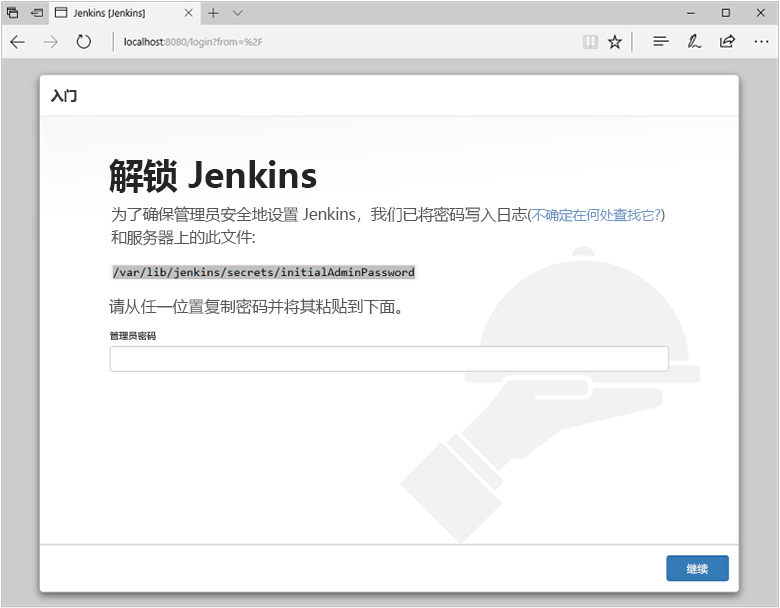 Jenkins [Jenkins]
localhost:8080/login?from=%2F
入门
解锁 Jenkins
为了确保管理员安全地设置 Jenkins，我们已将密码写入日志(不确定在何处查找它?)
和服务器上的此文件:
/var/lib/jenkins/secrets/initialAdminPassword
请从任一位置复制密码并将其粘贴到下面。
管理员密码
继续